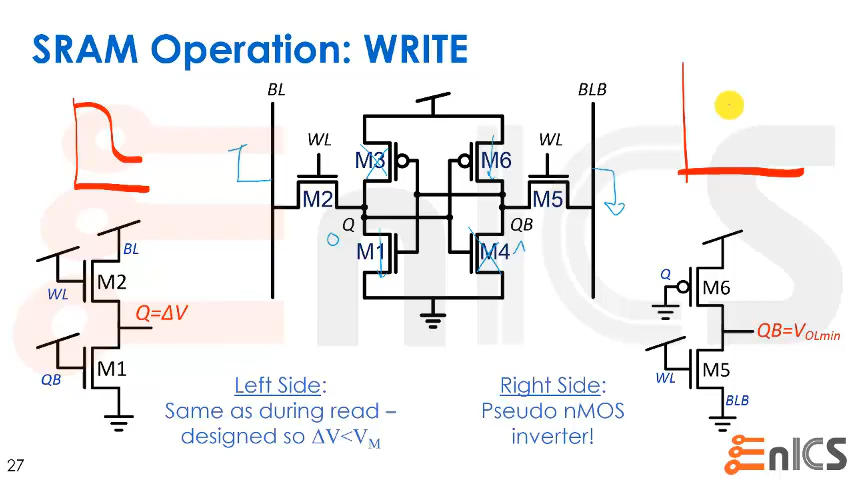 SRAM Operation: WRITE
BL
BLB
WL
WL
M3
M6
M2
M5
Q
QB
0
M1
M4
1
BL
M2
WL
Q=ΔV
QB
M1
Q
M6
QB=VOLmin
WL
M5
BLB
Left Side:
Same as during read –
designed so ΔV<VM
Right Side:
Pseudo nMOS
inverter!
27
EnICS